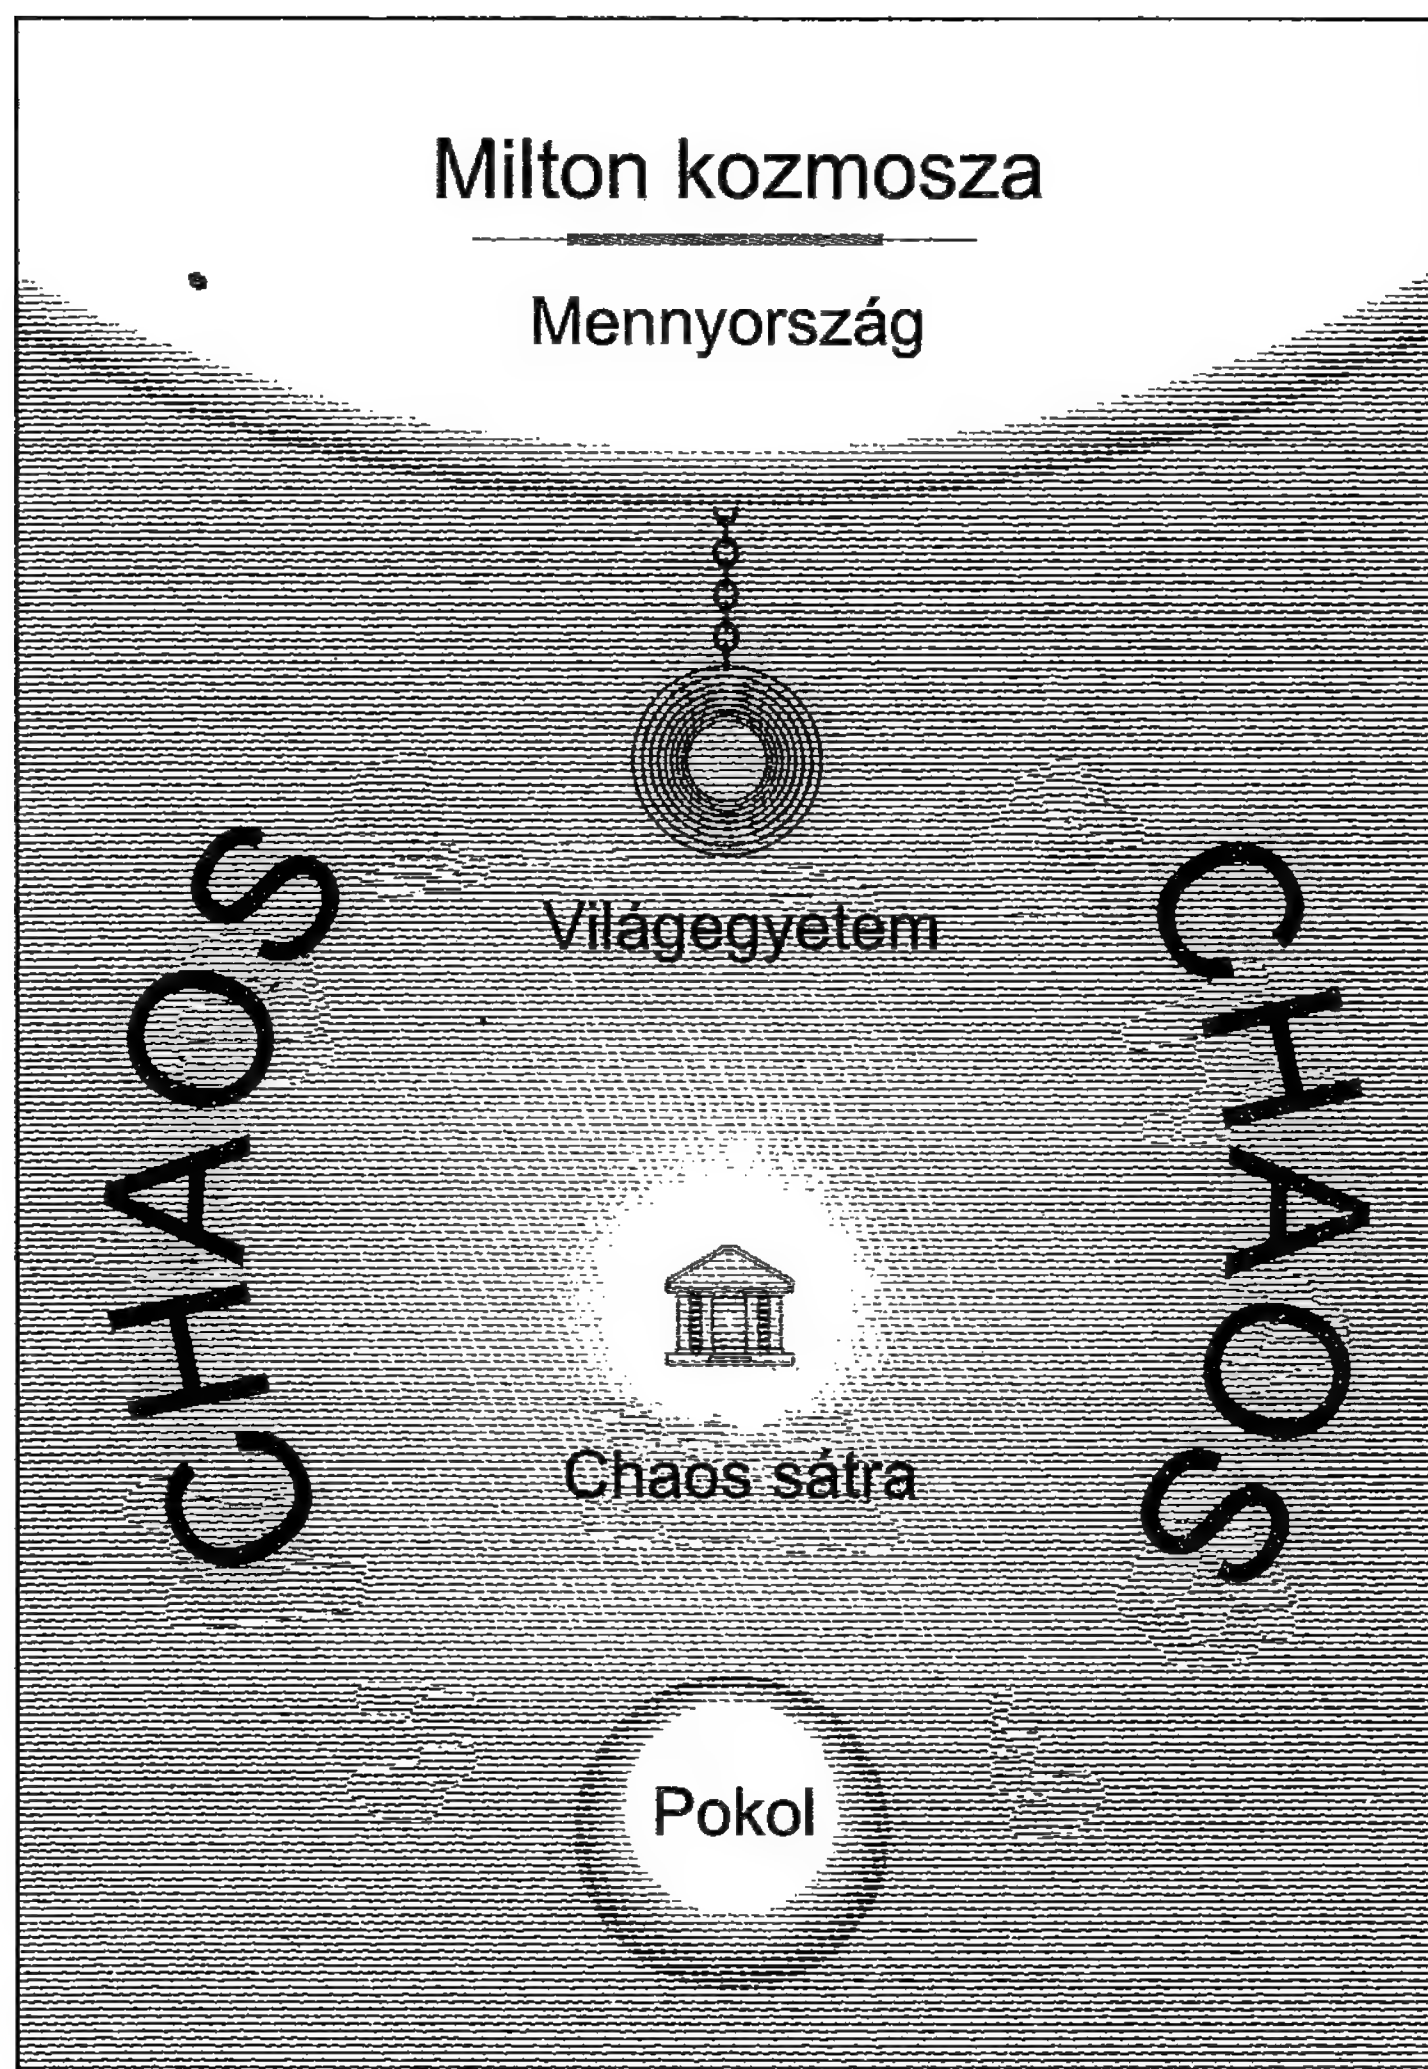 Milton kozmosza
Mennyország
Világegyetem
CHAOS
CHAOS
Chaos sátra
Pokol